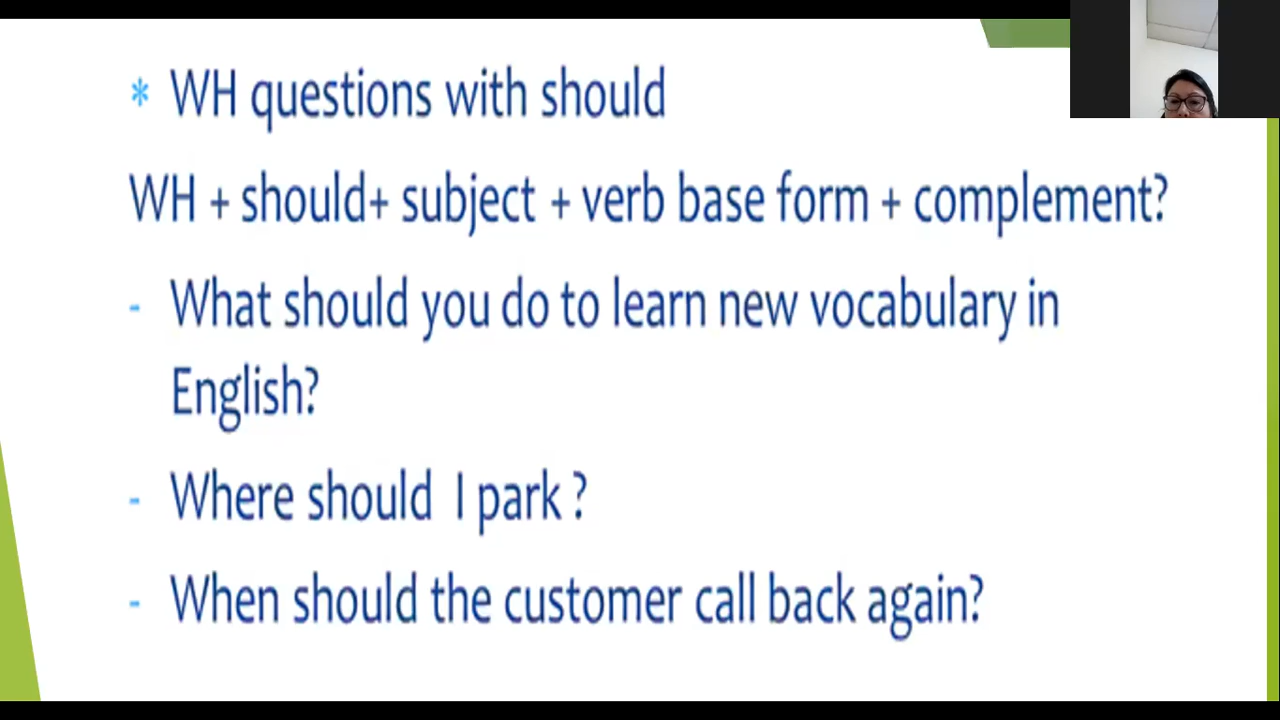 * WH questions with should
WH + should+ subject + verb base form + complement?
- What should you do to learn new vocabulary in
English?
- Where should I park ?
- When should the customer call back again?